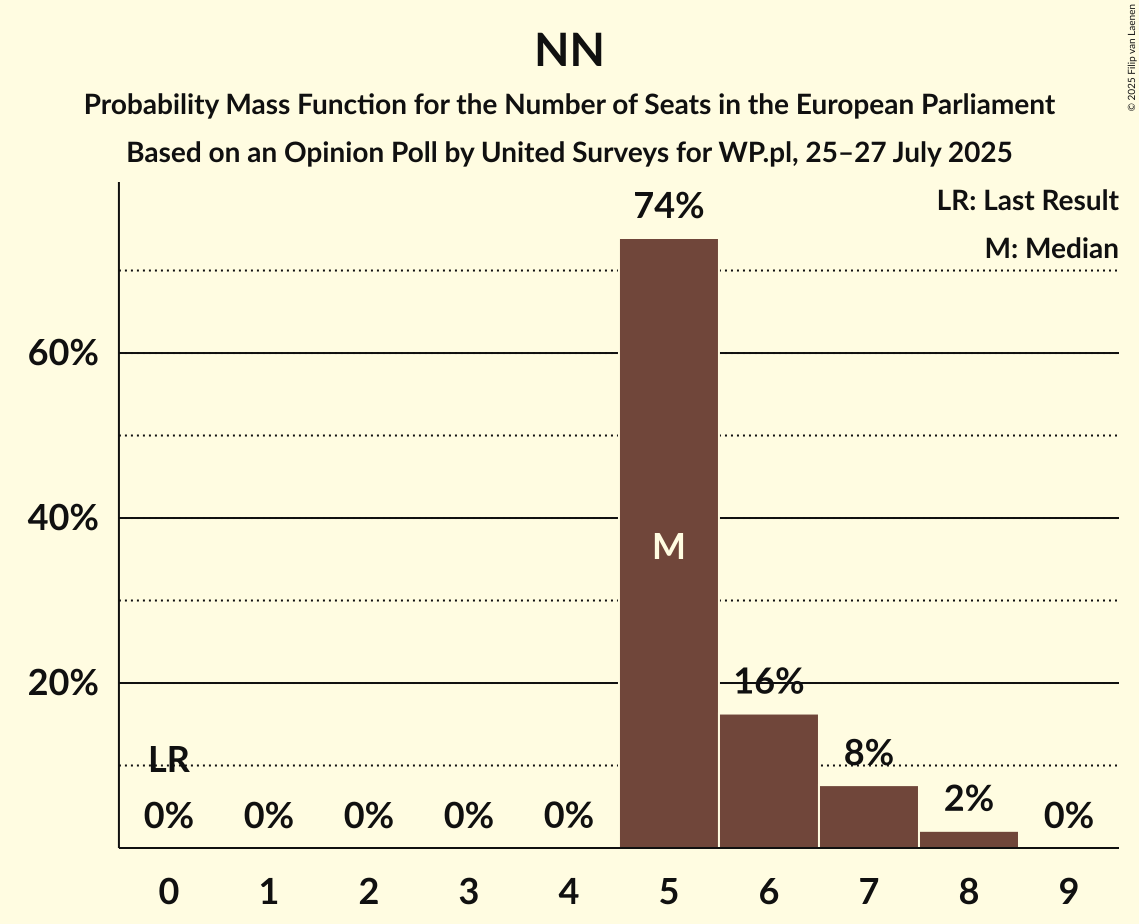 NN
Probability Mass Function for the Number of Seats in the European Parliament
Based on an Opinion Poll by United Surveys for WP.pl, 25–27 July 2025
© 2025 Filip van Laenen
LR: Last Result
M: Median
74%
60%
40%
M
20%
16%
LR
8%
2%
0% 0% 0% 0% 0% 0%
0 1 2 3 4 5 6 7 8 9